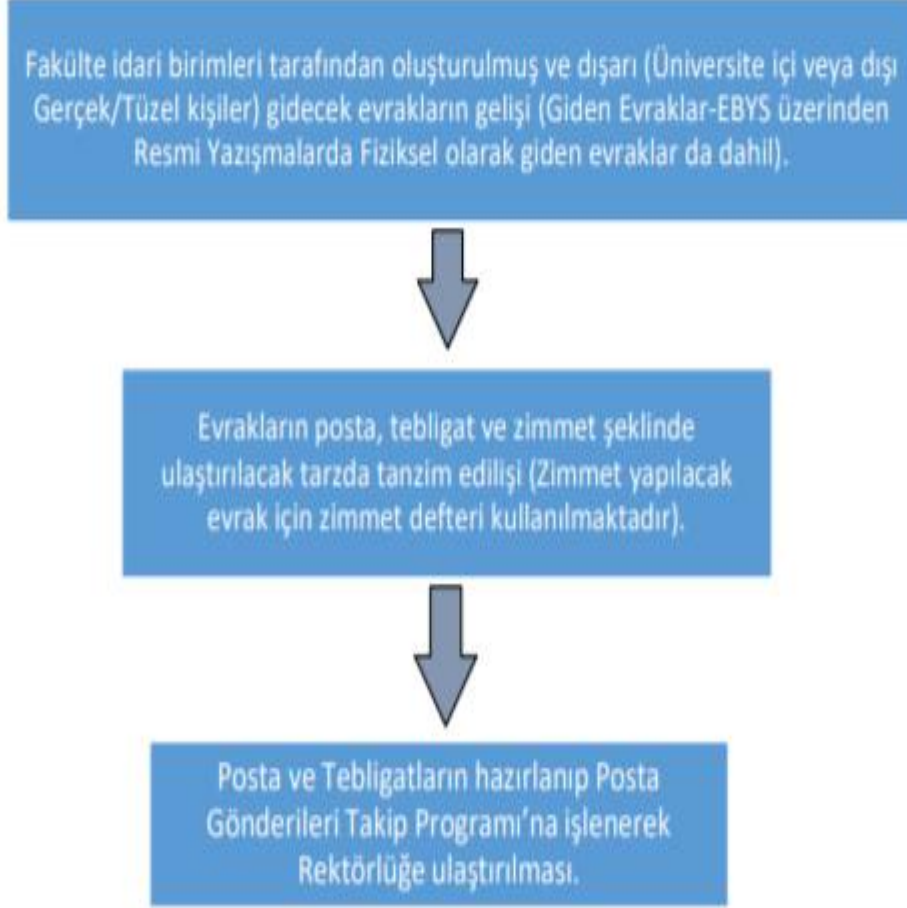 Fakülte idari birimleri tarafından oluşturulmuş ve dışarı (Üniversite içi veya dışı
Gerçek/Tüzel kişiler) gidecek evrakların gelişi (Giden Evraklar-EBYS üzerinden
Resmi Yazışmalarda Fiziksel olarak giden evraklar da dahil).
Evrakların posta, tebligat ve zimmet şeklinde
ulaştırılacak tarzda tanzim edilişi (Zimmet yapılacak
evrak için zimmet defteri kullanılmaktadır).
Posta ve Tebligatların hazırlanıp Posta
Gönderileri Takip Programı’na işlenerek
Rektörlüğe ulaştırılması.